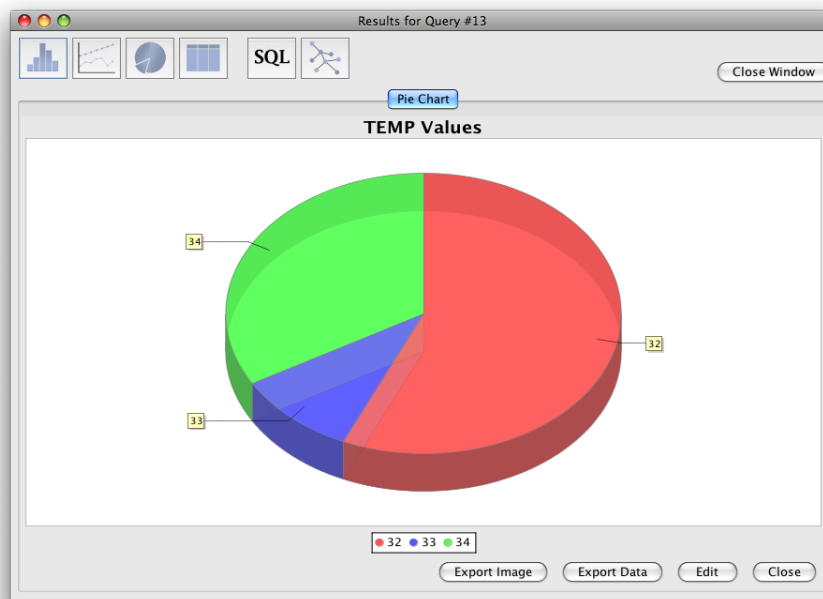 Results for Query #13
SQL
Close Window
Pie Chart
TEMP Values
34
32
33
32 33 34
Export Image Export Data Edit Close